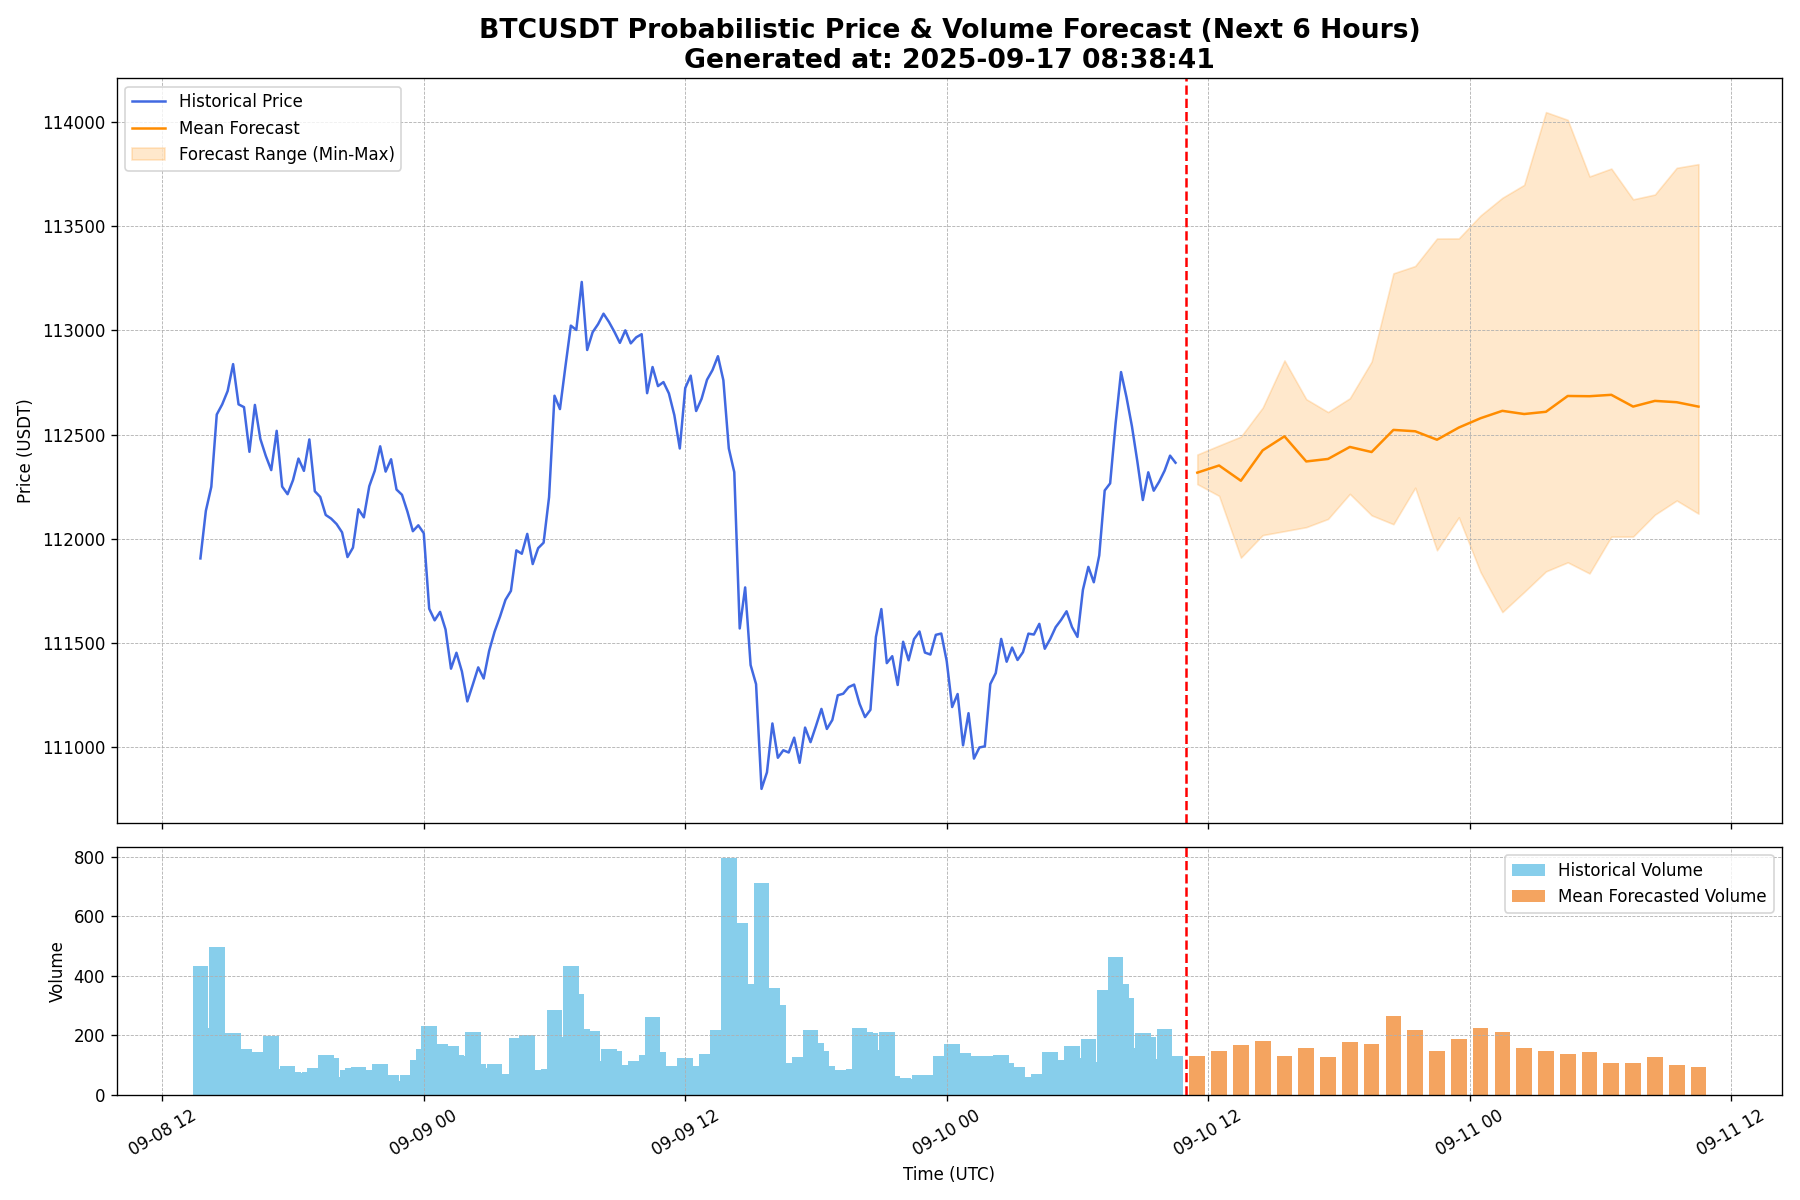 BTCUSDT Probabilistic Price & Volume Forecast (Next 6 Hours)
Generated at: 2025-09-17 08:38:41
Historical Price
Mean Forecast
Forecast Range (Min-Max)
Price (USDT)
114000
113500
113000
112500
112000
111500
111000
Historical Volume
Mean Forecasted Volume
Volume
800
600
400
200
0
09-08 12
09-09 00
09-09 12
09-10 00
09-10 12
09-11 00
09-11 12
Time (UTC)